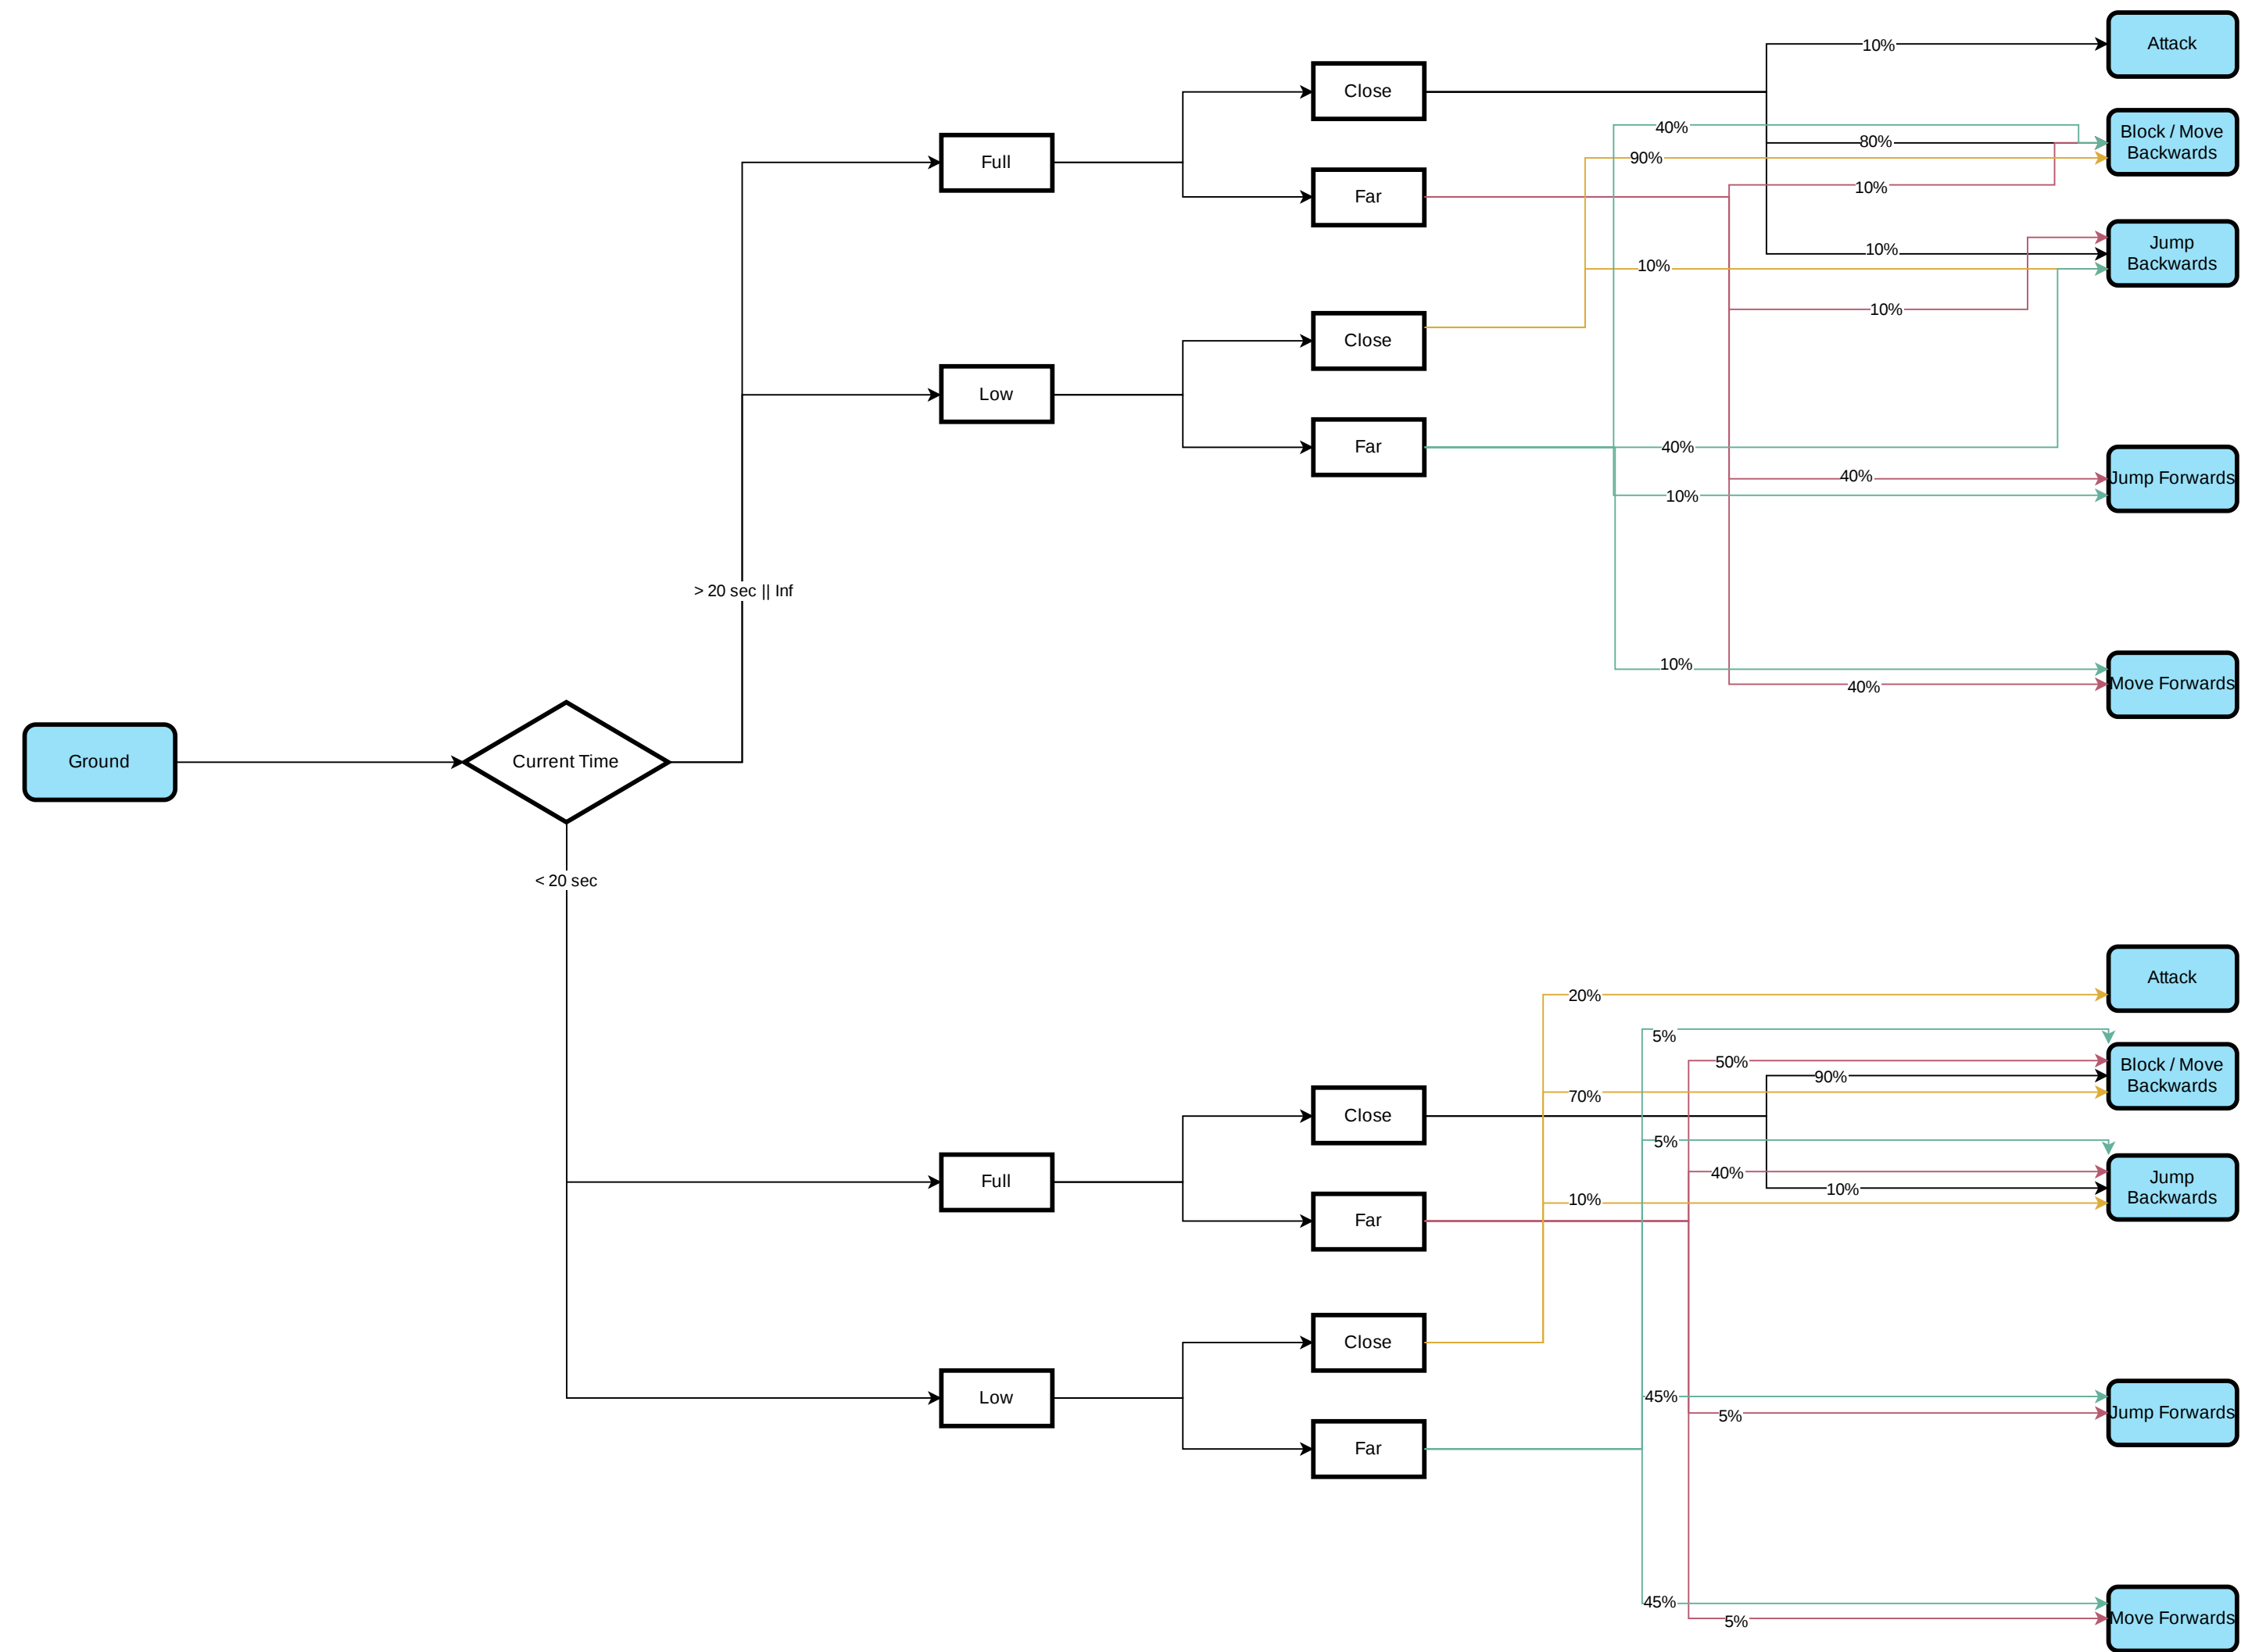 Attack
10%
Close
40%
Block / Move
Backwards
80%
90%
Full
10%
Far
Jump
Backwards
10%
10%
10%
Close
Low
Far
40%
40%
Jump Forwards
10%
> 20 sec || Inf
10%
40%
Move Forwards
Ground
Current Time
< 20 sec
Attack
20%
5%
50%
Block / Move
Backwards
90%
70%
Close
5%
40%
Jump
Backwards
Full
10%
10%
Far
Close
Low
45%
5%
Jump Forwards
Far
45%
5%
Move Forwards